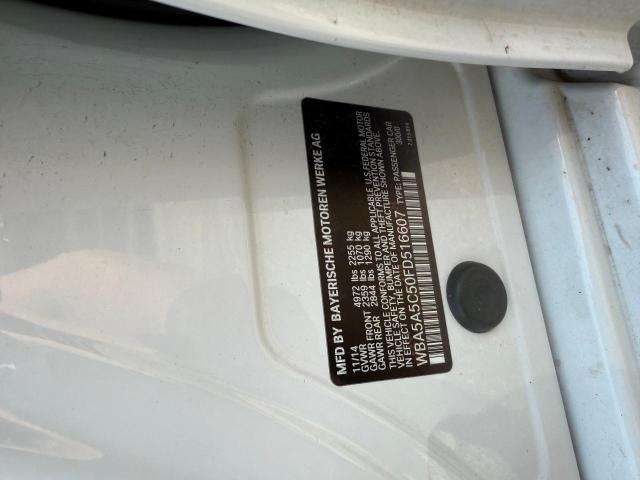 MFD BY BAYERISCHE MOTOREN WERKE AG
11/14
GVWR 4972 lbs 2255 kg
GAWR FRONT 2359 lbs 1070 kg
GAWR REAR 2844 lbs 1290 kg
THIS VEHICLE CONFORMS TO ALL APPLICABLE U.S. FEDERAL MOTOR
VEHICLE SAFETY, BUMPER AND THEFT PREVENTION STANDARDS
IN EFFECT ON THE DATE OF MANUFACTURE SHOWN ABOVE.
WBA5A5C50FD516607 TYPE: PASSENGER CAR
300/0